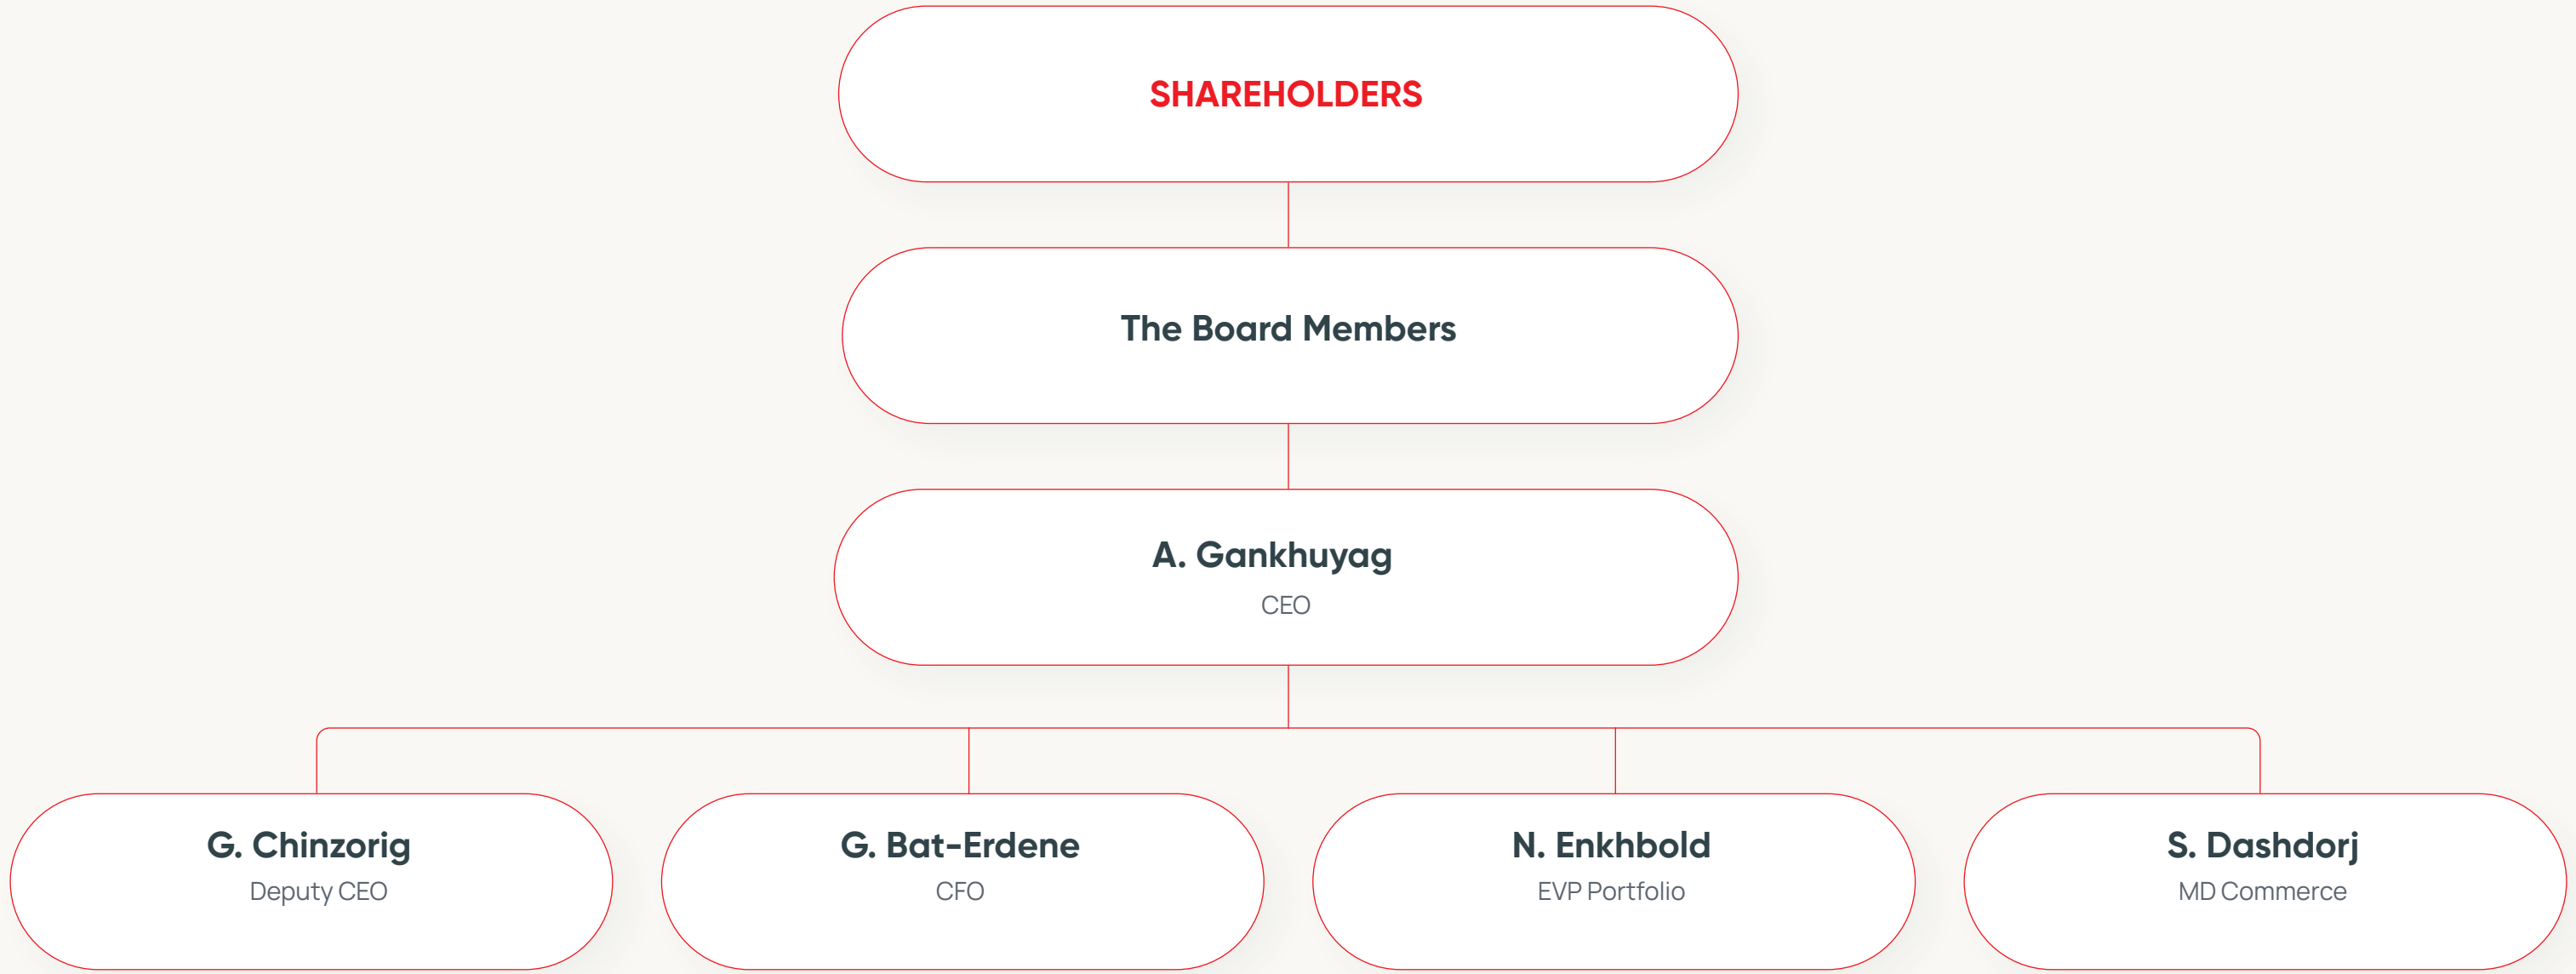 SHAREHOLDERS
The Board Members
A. Gankhuyag
CEO
G. Chinzorig
Deputy CEO
G. Bat-Erdene
CFO
N. Enkhbold
EVP Portfolio
S. Dashdorj
MD Commerce